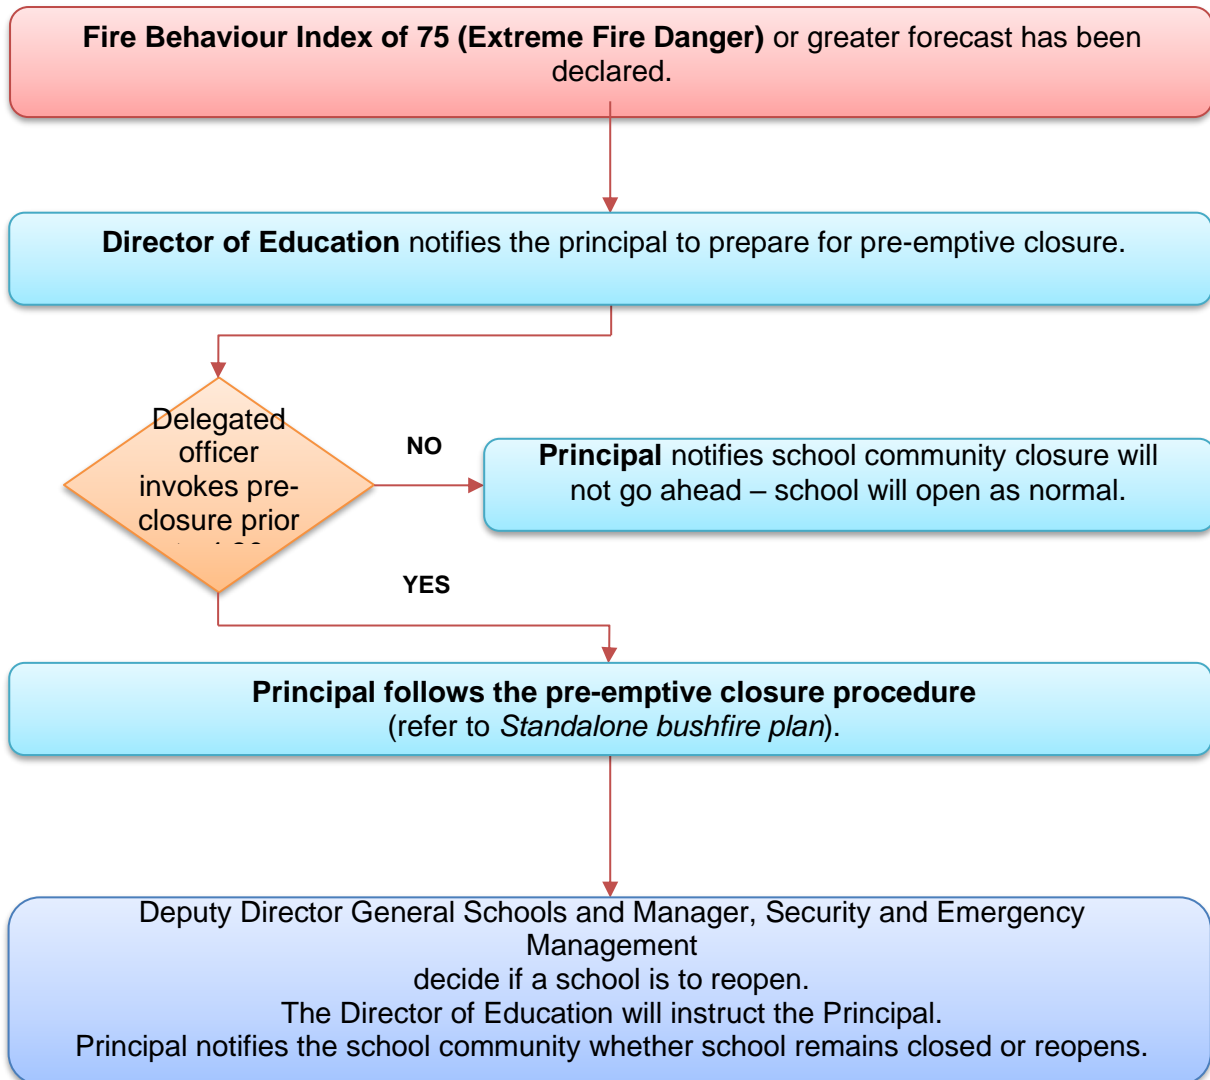 Fire Behaviour Index of 75 (Extreme Fire Danger) or greater forecast has been
declared.
Director of Education notifies the principal to prepare for pre-emptive closure.
Delegated
officer
invokes pre-
closure prior
NO
Principal notifies school community closure will
not go ahead – school will open as normal.
YES
Principal follows the pre-emptive closure procedure
(refer to Standalone bushfire plan).
Deputy Director General Schools and Manager, Security and Emergency
Management
decide if a school is to reopen.
The Director of Education will instruct the Principal.
Principal notifies the school community whether school remains closed or reopens.